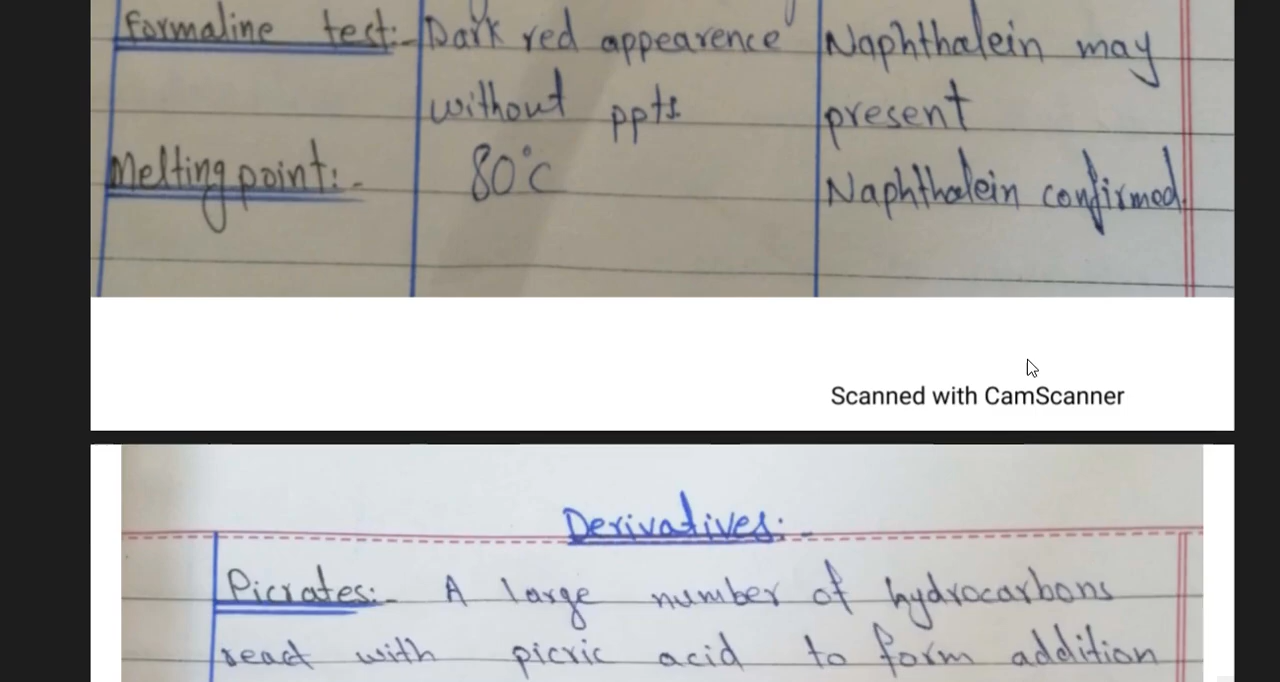 Formaline test:- Dark red appearence Naphthalein may
without ppts present
Melting point:- 80°c Naphthalein confirmed.
Scanned with CamScanner
Derivatives:-
Picrates:- A large number of hydrocarbons
react with picric acid to form addition